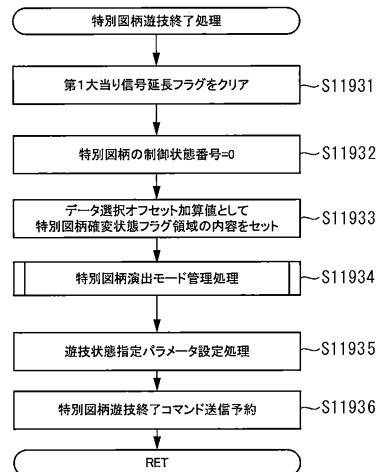 特別図柄遊技終了処理
第1大当り信号延長フラグをクリア
S11931
特別図柄の制御状態番号=0
S11932
データ選択オフセット加算値として
特別図柄確変状態フラグ領域の内容をセット
S11933
特別図柄演出モード管理処理
S11934
遊技状態指定パラメータ設定処理
S11935
特別図柄遊技終了コマンド送信予約
S11936
RET